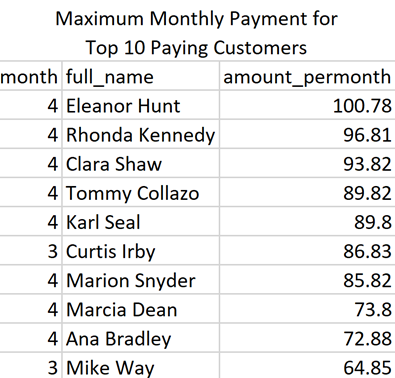 Maximum Monthly Payment for
Top 10 Paying Customers
month full_name amount_permonth
4 Eleanor Hunt 100.78
4 Rhonda Kennedy 96.81
4 Clara Shaw 93.82
4 Tommy Collazo 89.82
4 Karl Seal 89.8
3 Curtis Irby 86.83
4 Marion Snyder 85.82
4 Marcia Dean 73.8
4 Ana Bradley 72.88
3 Mike Way 64.85